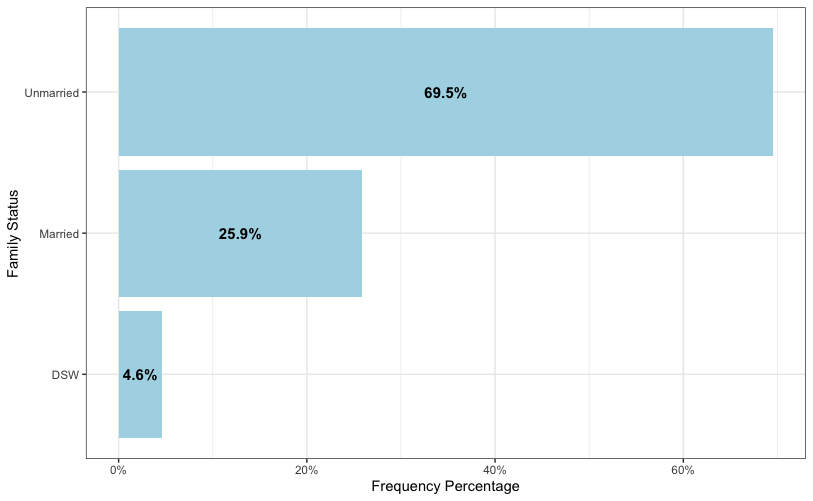 Unmarried
69.5%
Married
25.9%
DSW
4.6%
0%
20%
40%
60%
Frequency Percentage
Family Status